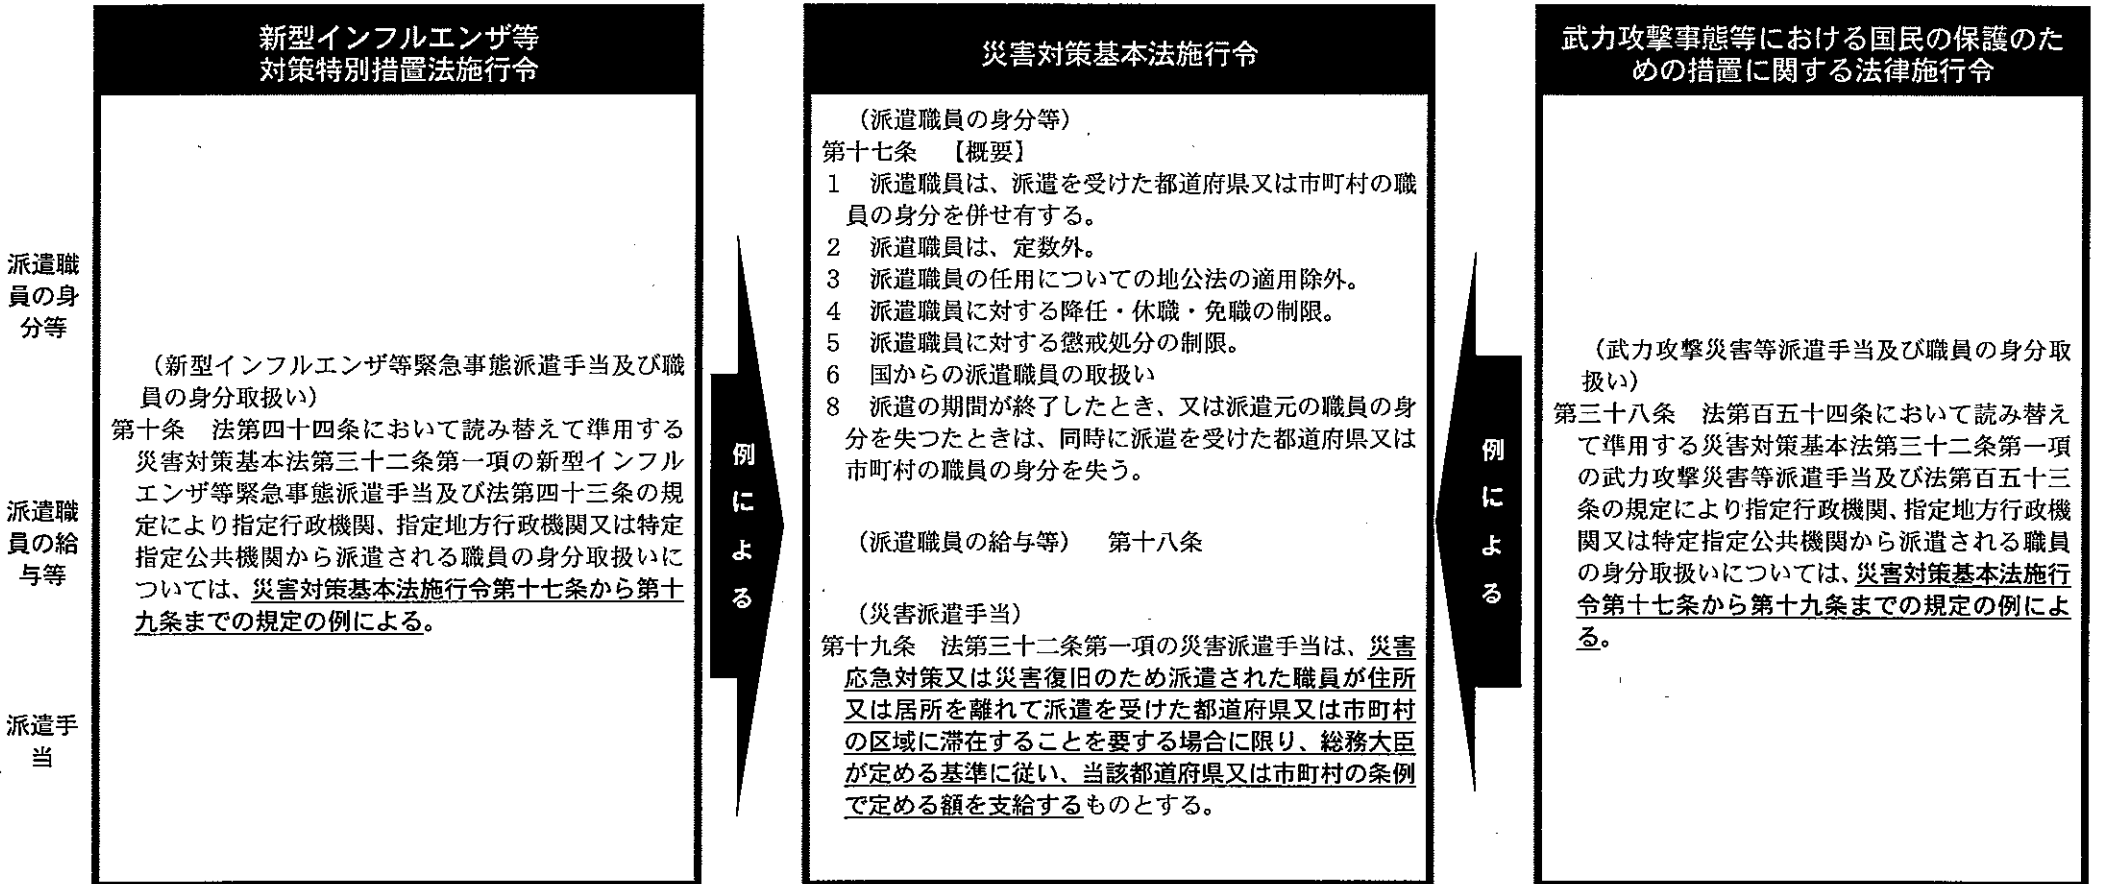 新型インフルエンザ等
対策特別措置法施行令
災害対策基本法施行令
武力攻撃事態等における国民の保護のた
めの措置に関する法律施行令
派遣職
員の身
分等
派遣職
員の給
与等
派遣手
当
(新型インフルエンザ等緊急事態派遣手当及び職
員の身分取扱い)
第十条 法第四十四条において読み替えて準用する
災害対策基本法第三十二条第一項の新型インフル
エンザ等緊急事態派遣手当及び法第四十三条の規
定により指定行政機関、指定地方行政機関又は特定
指定公共機関から派遣される職員の身分取扱いに
ついては、災害対策基本法施行令第十七条から第十
九条までの規定の例による。
例による
(派遣職員の身分等)
第十七条 【概要】
1 派遣職員は、派遣を受けた都道府県又は市町村の職
員の身分を併せ有する。
2 派遣職員は、定数外。
3 派遣職員の任用についての地公法の適用除外。
4 派遣職員に対する降任・休職・免職の制限。
5 派遣職員に対する懲戒処分の制限。
6 国からの派遣職員の取扱い
8 派遣の期間が終了したとき、又は派遣元の職員の身
分を失つたときは、同時に派遣を受けた都道府県又は
市町村の職員の身分を失う。
(派遣職員の給与等) 第十八条
(災害派遣手当)
第十九条 法第三十二条第一項の災害派遣手当は、災害
応急対策又は災害復旧のため派遣された職員が住所
又は居所を離れて派遣を受けた都道府県又は市町村
の区域に滞在することを要する場合に限り、総務大臣
が定める基準に従い、当該都道府県又は市町村の条例
で定める額を支給するものとする。
例による
(武力攻撃災害等派遣手当及び職員の身分取
扱い)
第三十八条 法第百五十四条において読み替え
て準用する災害対策基本法第三十二条第一項
の武力攻撃災害等派遣手当及び法第百五十三
条の規定により指定行政機関、指定地方行政機
関又は特定指定公共機関から派遣される職員
の身分取扱いについては、災害対策基本法施行
令第十七条から第十九条までの規定の例によ
る。